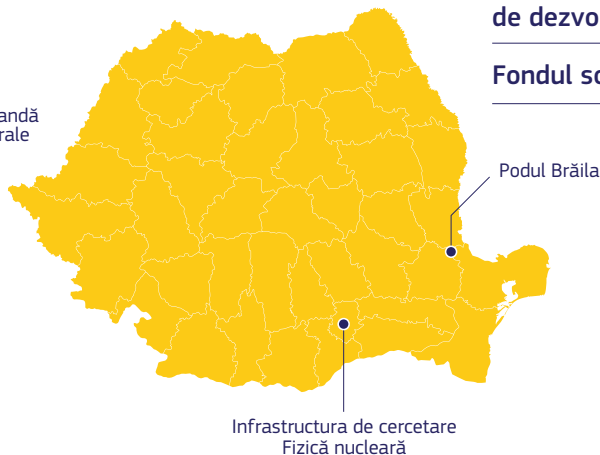 de dezvo
Fondul so
andă
rale
Podul Brăila
Infrastructura de cercetare
Fizică nucleară